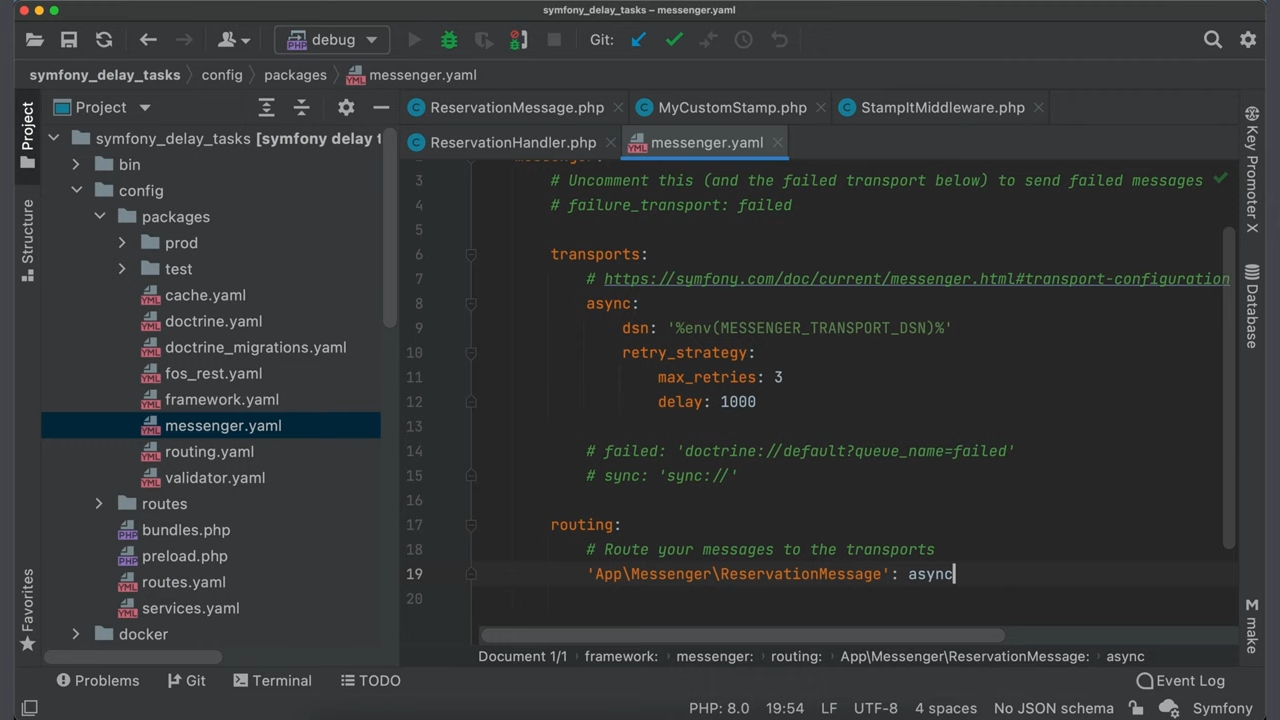 symfony_delay_tasks – messenger.yaml
debug
Git:
symfony_delay_tasks
config
packages
messenger.yaml
Project
ReservationMessage.php
MyCustomStamp.php
StampItMiddleware.php
ReservationHandler.php
messenger.yaml
Project
Structure
Favorites
symfony_delay_tasks [symfony delay t
bin
config
packages
prod
test
cache.yaml
doctrine.yaml
doctrine_migrations.yaml
fos_rest.yaml
framework.yaml
messenger.yaml
routing.yaml
validator.yaml
routes
bundles.php
preload.php
routes.yaml
services.yaml
docker
3 # Uncomment this (and the failed transport below) to send failed messages
4 # failure_transport: failed
5
6 transports:
7 # https://symfony.com/doc/current/messenger.html#transport-configuration
8 async:
9 dsn: '%env(MESSENGER_TRANSPORT_DSN)%'
10 retry_strategy:
11 max_retries: 3
12 delay: 1000
13
14 # failed: 'doctrine://default?queue_name=failed'
15 # sync: 'sync://'
16
17 routing:
18 # Route your messages to the transports
19 'App\Messenger\ReservationMessage': async
20
Key Promoter X
Database
make
Document 1/1
framework:
messenger:
routing:
App\Messenger\ReservationMessage:
async
Problems
Git
Terminal
TODO
Event Log
PHP: 8.0
19:54
LF
UTF-8
4 spaces
No JSON schema
Symfony